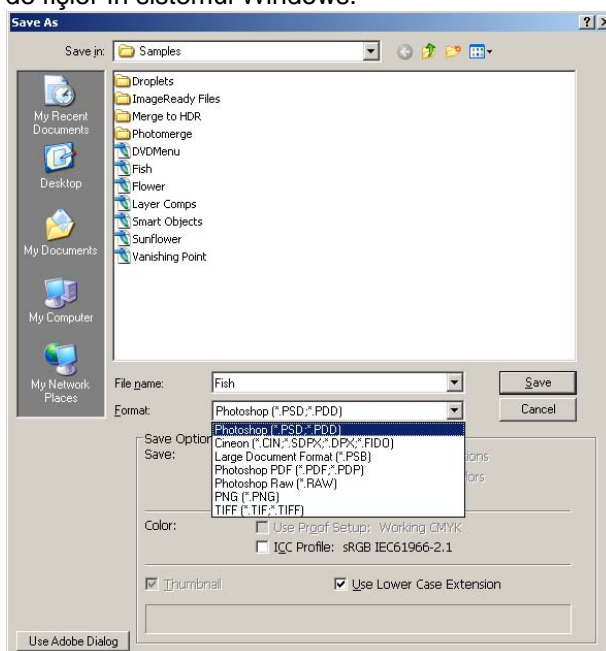 de fişier în sistemul Windows.
Save As
Save in: Samples
Droplets
ImageReady Files
Merge to HDR
Photomerge
DVDMenu
Fish
Flower
Layer Comps
Smart Objects
Sunflower
Vanishing Point
My Recent
Documents
Desktop
My Documents
My Computer
My Network
Places
File name: Fish Save
Format: Photoshop (*.PSD;*.PDD) Cancel
Photoshop (*.PSD;*.PDD)
Cineon (*.CIN;*.SDPX;*.DPX;*.FIDO)
Large Document Format (*.PSB)
Photoshop PDF (*.PDF;*.PDP)
Photoshop Raw (*.RAW)
PNG (*.PNG)
TIFF (*.TIF;*.TIFF)
Save Option
Save:
Color: Use Proof Setup: Working CMYK
ICC Profile: sRGB IEC61966-2.1
Thumbnail Use Lower Case Extension
Use Adobe Dialog